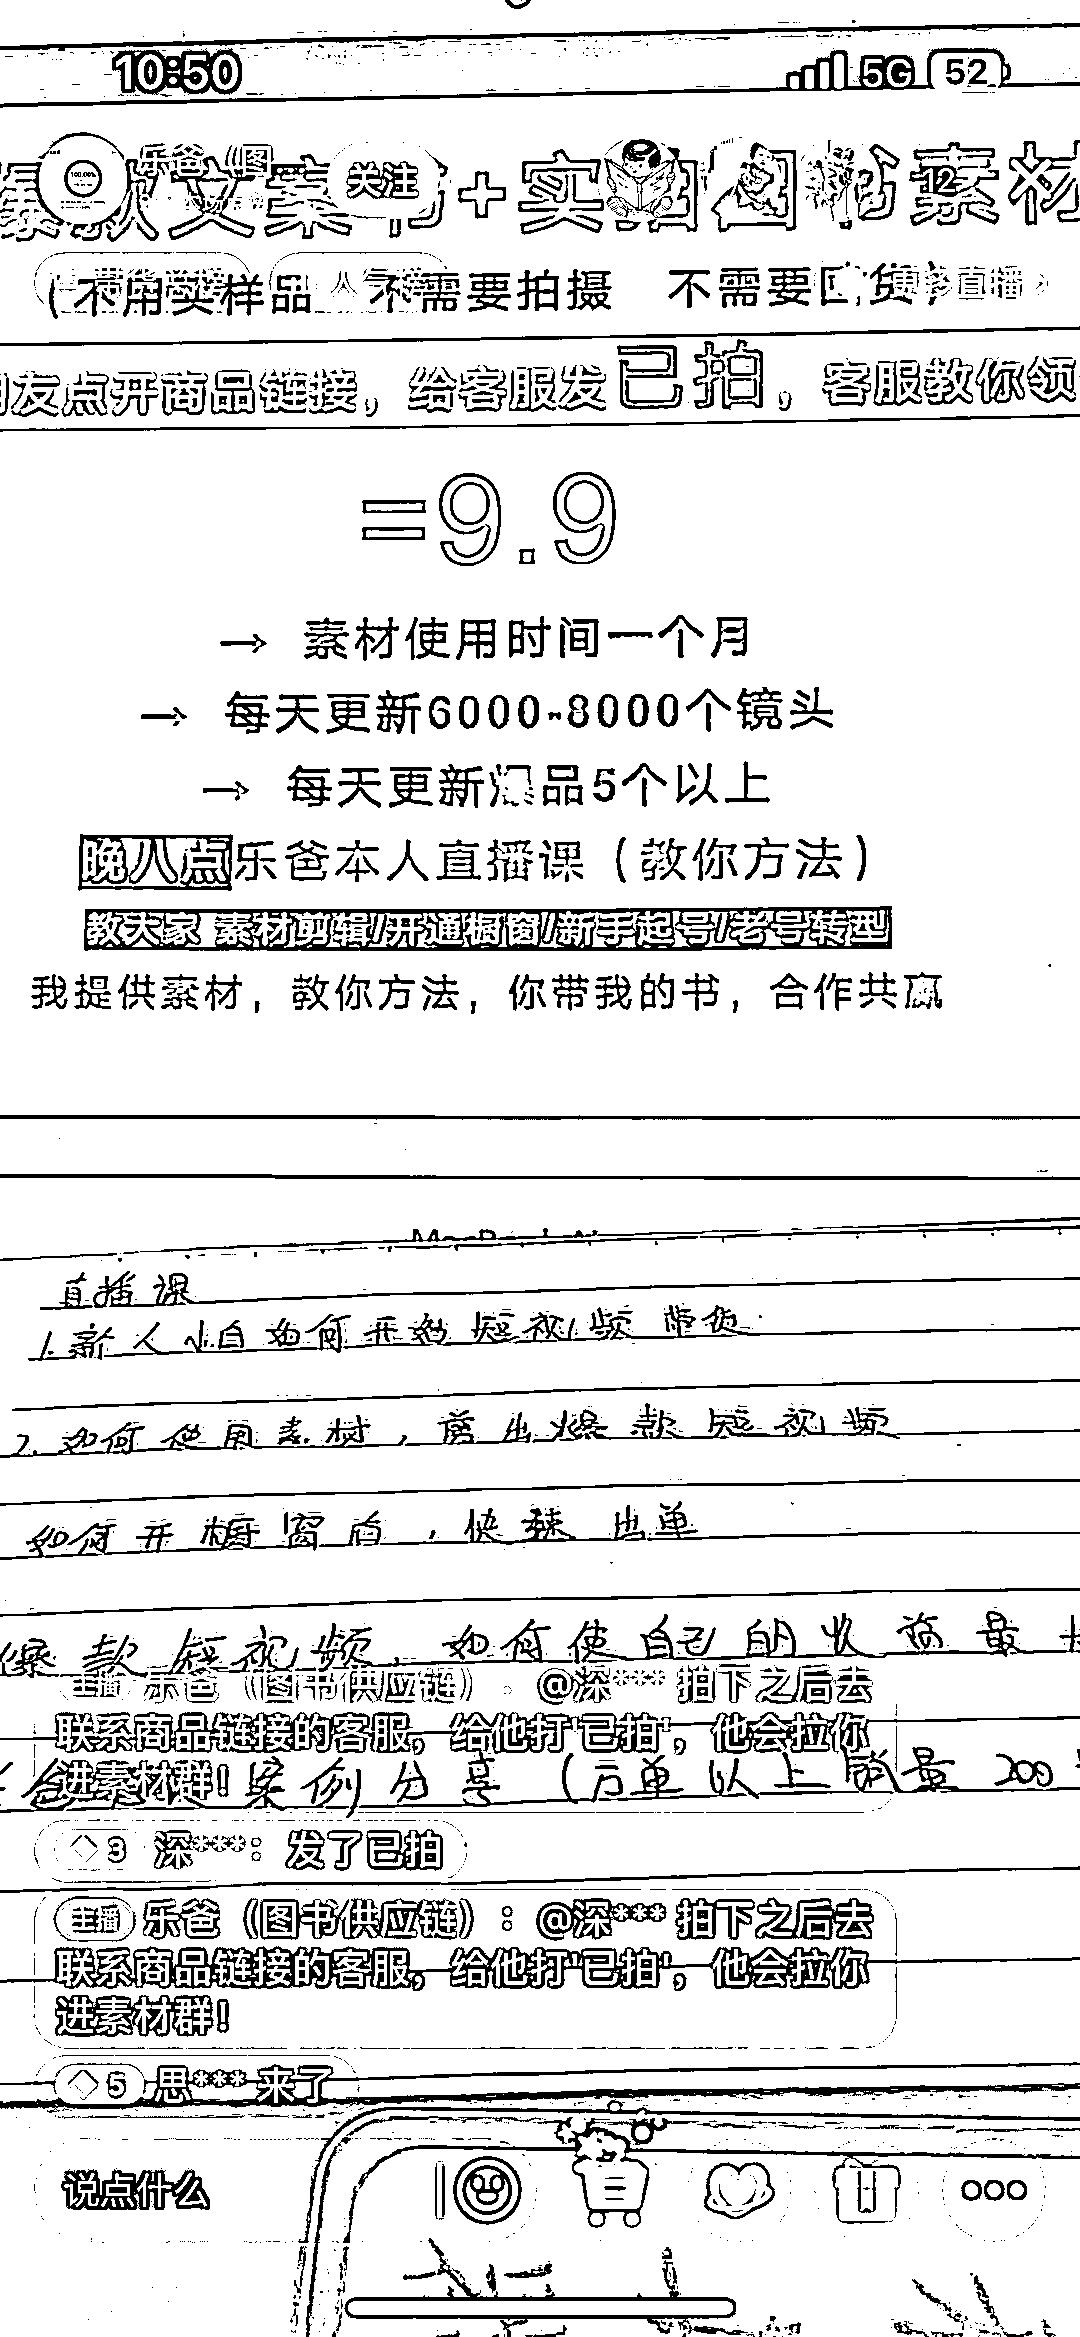 10:50 5G 52
乐爸(图 关注 12
爆款文案 + 实拍图书素材
(不用买样品 不需要拍摄 不需要囤货)
朋友点开商品链接，给客服发已拍，客服教你领
=9.9
→ 素材使用时间一个月
→ 每天更新6000-8000个镜头
→ 每天更新爆品5个以上
晚八点乐爸本人直播课(教你方法)
教大家 素材剪辑/开通橱窗/新手起号/老号转型
我提供素材，教你方法，你带我的书，合作共赢
直播课
1.新人小白如何开始短视频带货
2.如何使用素材，剪出爆款短视频
如何开橱窗后，快速出单
爆款短视频，如何使自己的收益最
案例分享(万单以上销量200
主播 乐爸(图书供应链)：@深*** 拍下之后去
联系商品链接的客服，给他打'已拍'，他会拉你
进素材群！
3 深***：发了已拍
主播 乐爸(图书供应链)：@深*** 拍下之后去
联系商品链接的客服，给他打'已拍'，他会拉你
进素材群！
5 思*** 来了
说点什么